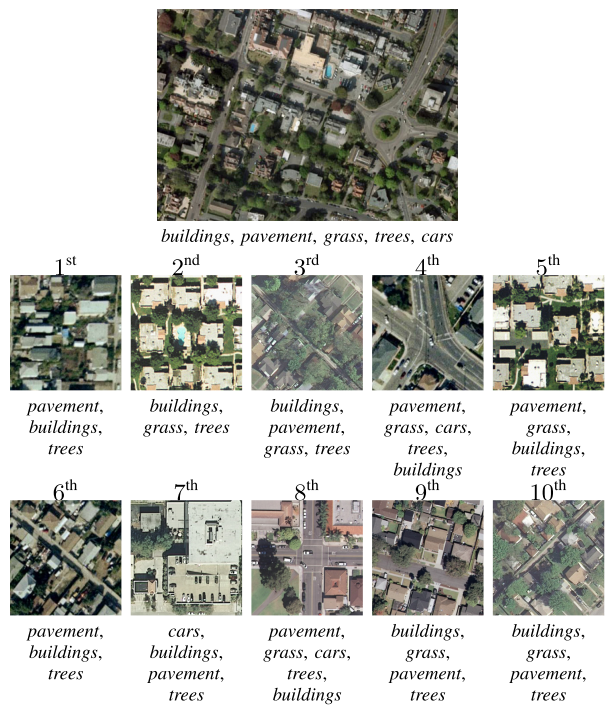 buildings, pavement, grass, trees, cars
1st 2nd 3rd 4th 5th
pavement, buildings, trees
buildings, grass, trees
buildings, pavement, grass, trees
pavement, grass, cars, trees, buildings
pavement, grass, buildings, trees
6th 7th 8th 9th 10th
pavement, buildings, trees
cars, buildings, pavement, trees
pavement, grass, cars, trees, buildings
buildings, grass, pavement, trees
buildings, grass, pavement, trees